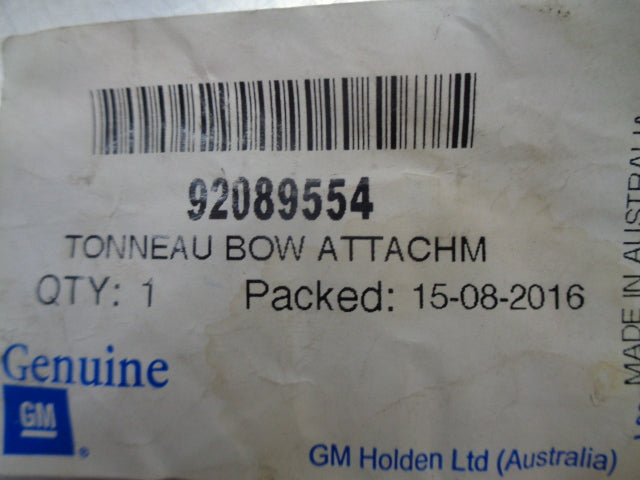 92089554
TONNEAU BOW ATTACHM
QTY: 1 Packed: 15-08-2016
Genuine
GM
®
GM Holden Ltd (Australia)
MADE IN AUSTRALIA